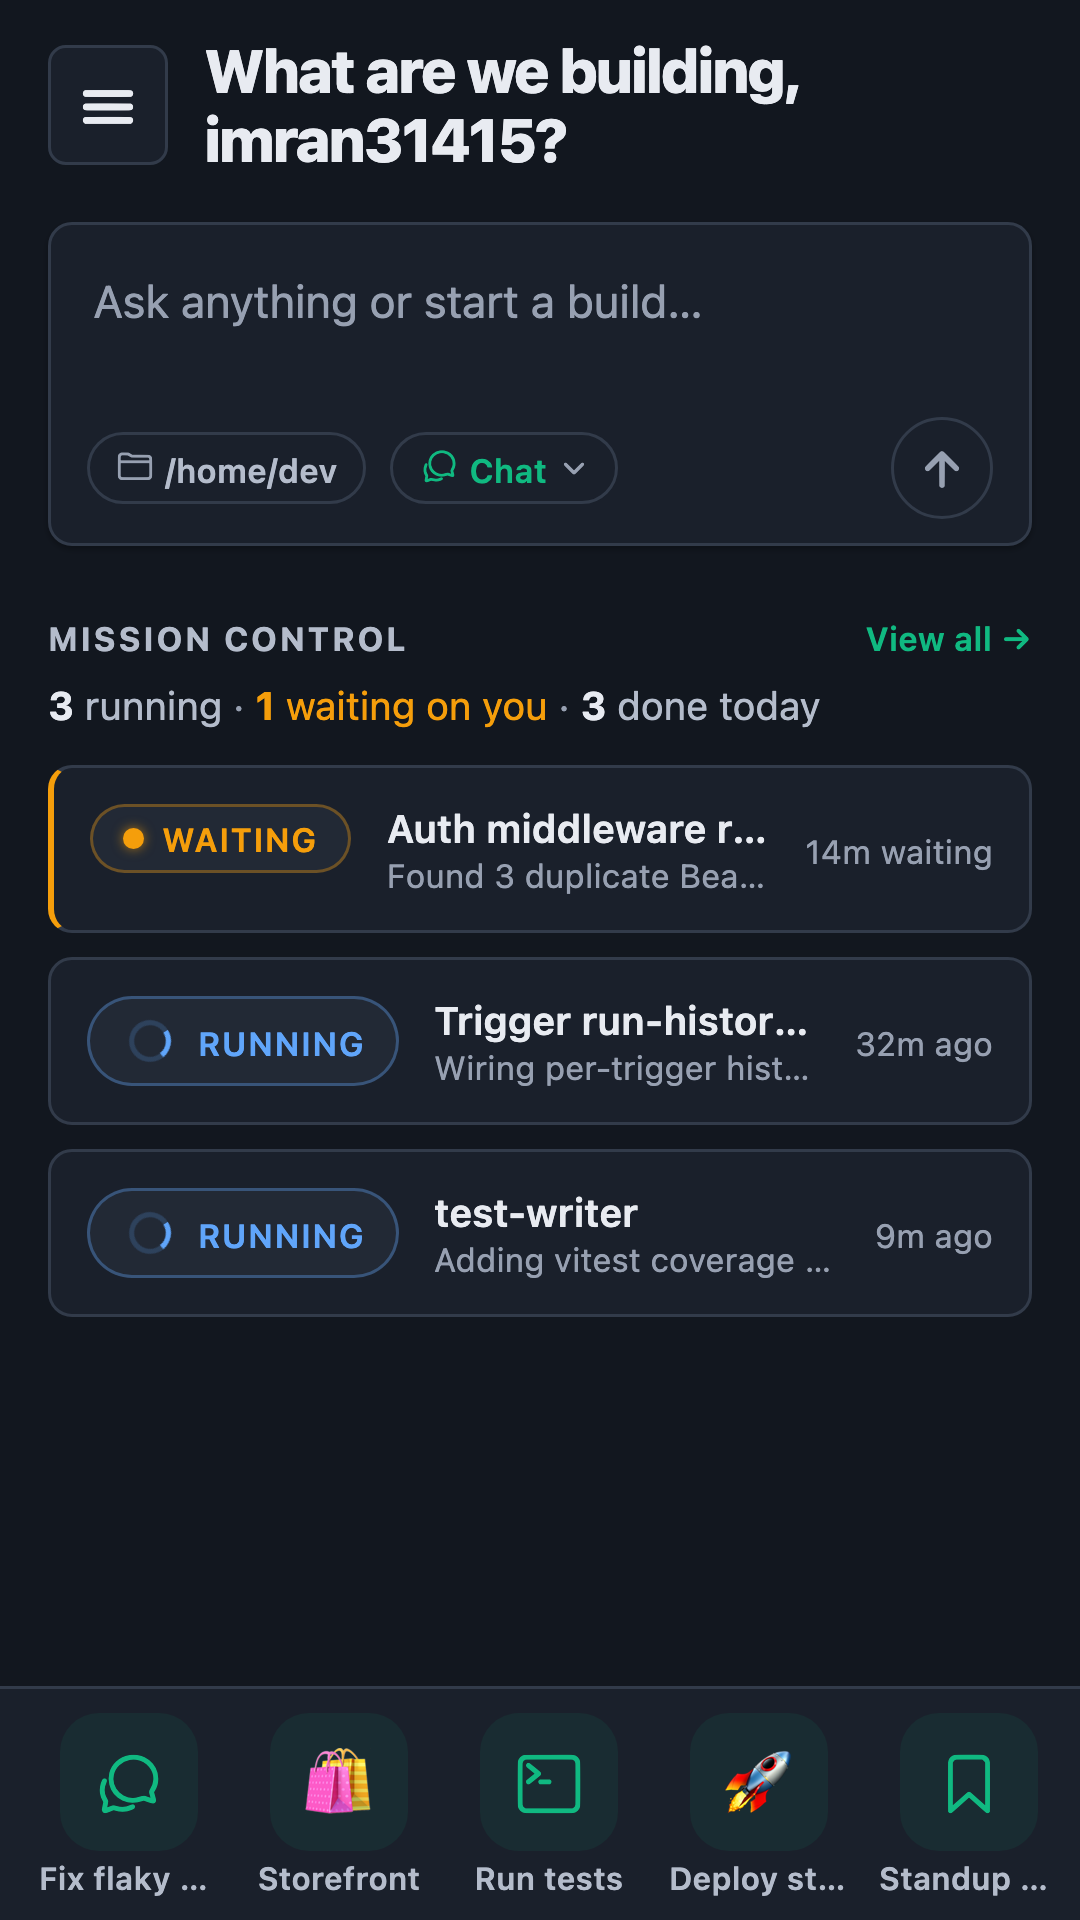 What are we building,
imran31415?
Ask anything or start a build...
/home/dev
Chat
MISSION CONTROL
View all →
3 running · 1 waiting on you · 3 done today
WAITING
Auth middleware r...
Found 3 duplicate Bea...
14m waiting
RUNNING
Trigger run-histor...
Wiring per-trigger hist...
32m ago
RUNNING
test-writer
Adding vitest coverage ...
9m ago
Fix flaky ...
Storefront
Run tests
Deploy st...
Standup ...